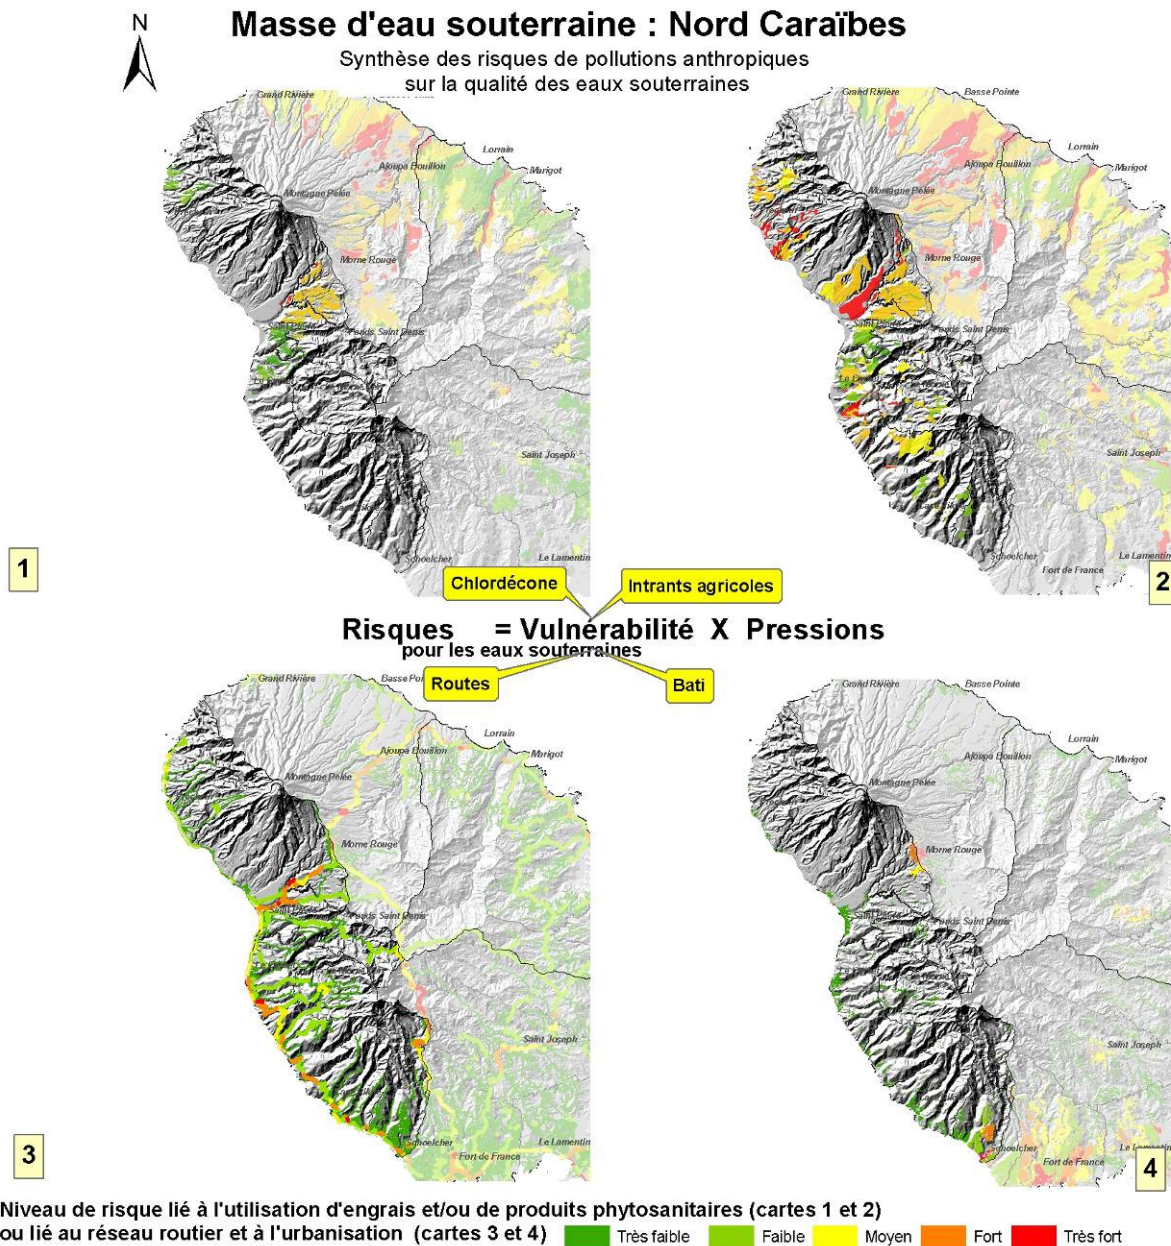 N
Masse d'eau souterraine : Nord Caraïbes
Synthèse des risques de pollutions anthropiques
sur la qualité des eaux souterraines
Grand Rivière
Ajoupa Bouillon
Lorrain
Marigot
Montagne Pelée
Morne Rouge
Fonds Saint Denis
Saint Joseph
Schoelcher
Le Lamentin
1
Grand Rivière
Basse Pointe
Ajoupa Bouillon
Lorrain
Marigot
Montagne Pelée
Morne Rouge
Fonds Saint Denis
Saint Joseph
Schoelcher
Le Lamentin
Fort de France
2
Chlordécone
Intrants agricoles
Risques = Vulnérabilité X Pressions
pour les eaux souterraines
Routes
Bati
Grand Rivière
Ajoupa Bouillon
Lorrain
Marigot
Montagne Pelée
Morne Rouge
Fonds Saint Denis
Saint Joseph
Schoelcher
Le Lamentin
Fort de France
3
Grand Rivière
Basse Pointe
Ajoupa Bouillon
Lorrain
Marigot
Montagne Pelée
Morne Rouge
Fonds Saint Denis
Saint Joseph
Schoelcher
Fort de France
4
Niveau de risque lié à l'utilisation d'engrais et/ou de produits phytosanitaires (cartes 1 et 2)
ou lié au réseau routier et à l'urbanisation (cartes 3 et 4) Très faible Faible Moyen Fort Très fort